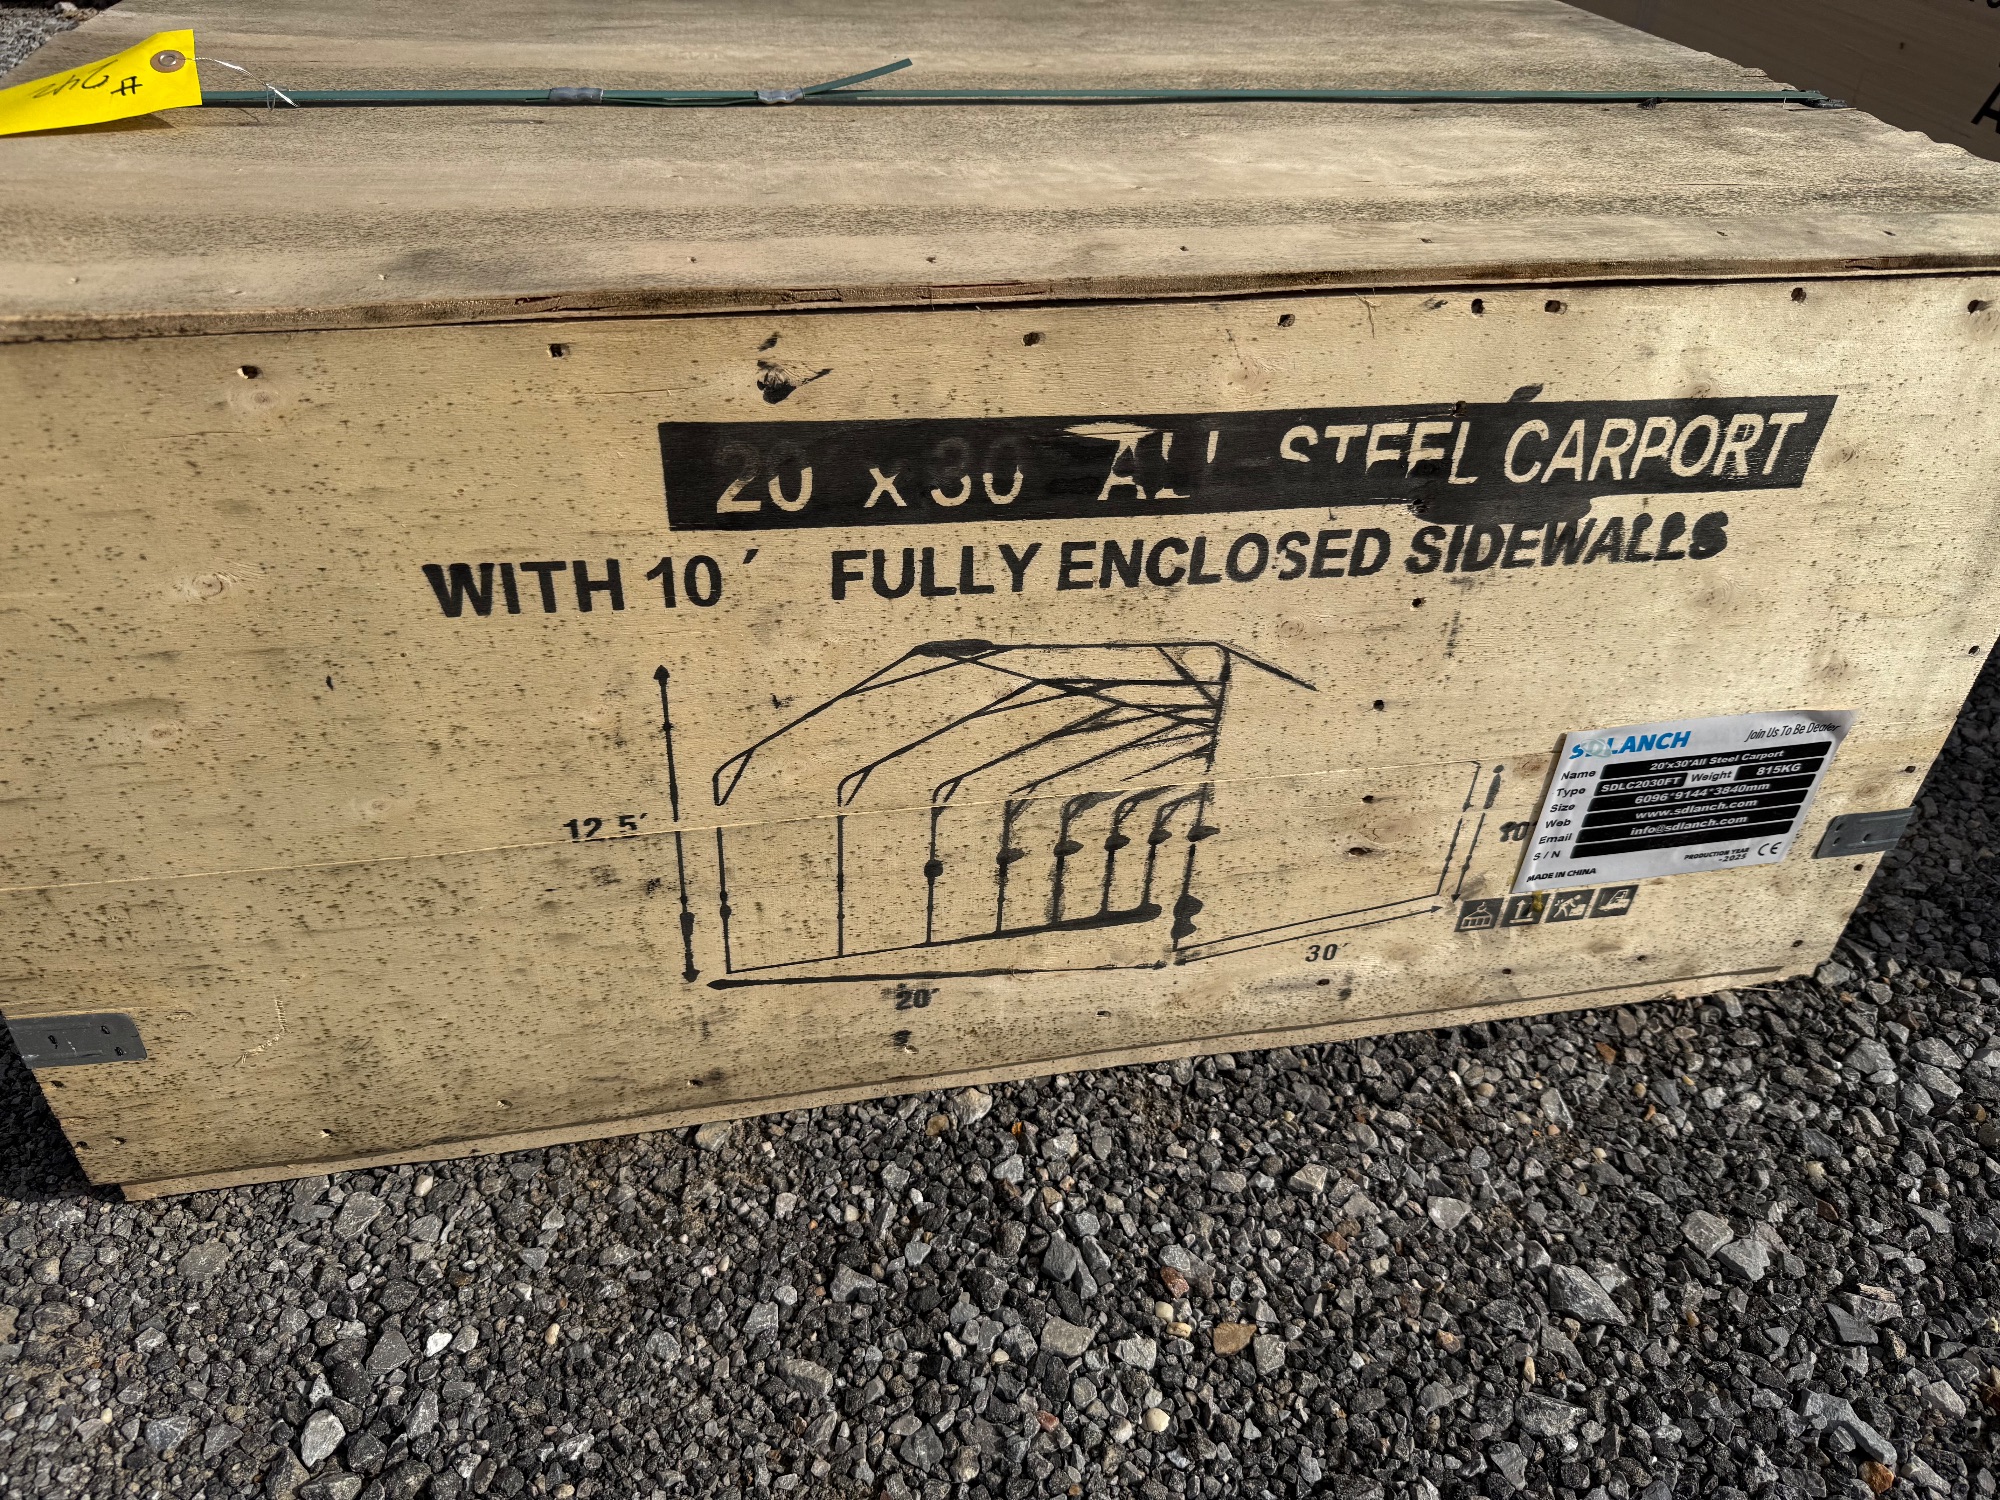 20 x 30 ALL STEEL CARPORT
WITH 10′ FULLY ENCLOSED SIDEWALLS
12.5′
10′
20′
30′
SDLANCH Join Us To Be Dealer
Name 20'x30'All Steel Carport
Type SDLC2030FT Weight 815KG
Size 6096*9144*3840mm
Web www.sdlanch.com
Email info@sdlanch.com
S / N
PRODUCTION YEAR
-2025
CE
MADE IN CHINA